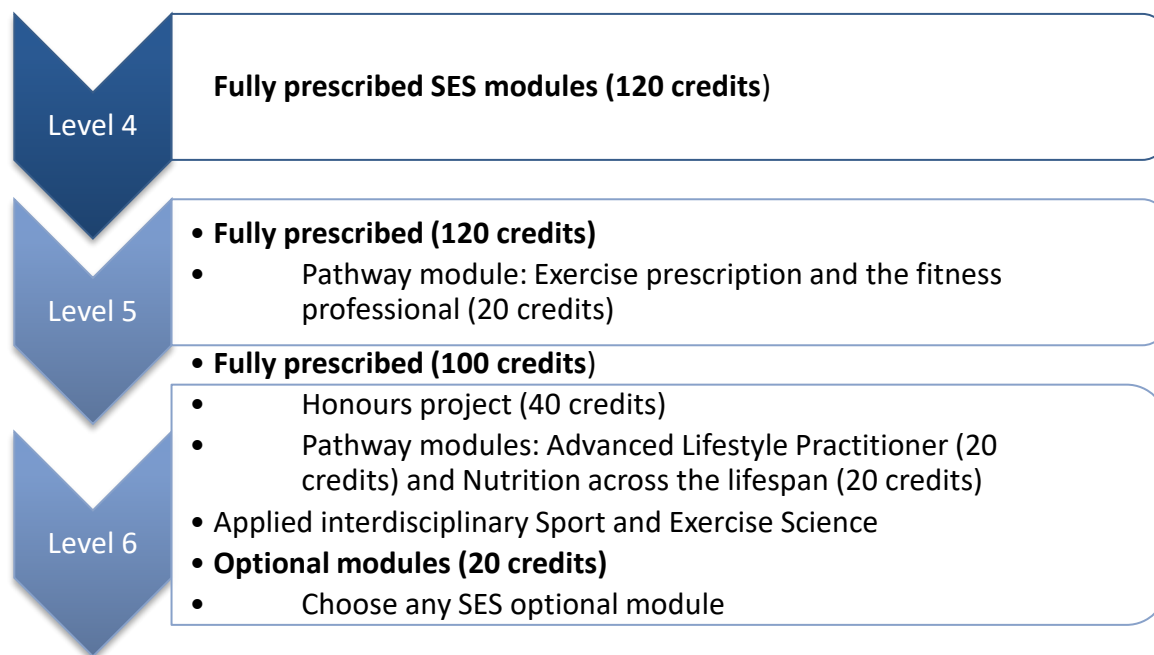 Fully prescribed SES modules (120 credits)
Level 4
• Fully prescribed (120 credits)
• Pathway module: Exercise prescription and the fitness
professional (20 credits)
Level 5
• Fully prescribed (100 credits)
• Honours project (40 credits)
• Pathway modules: Advanced Lifestyle Practitioner (20
credits) and Nutrition across the lifespan (20 credits)
• Applied interdisciplinary Sport and Exercise Science
Level 6
• Optional modules (20 credits)
• Choose any SES optional module